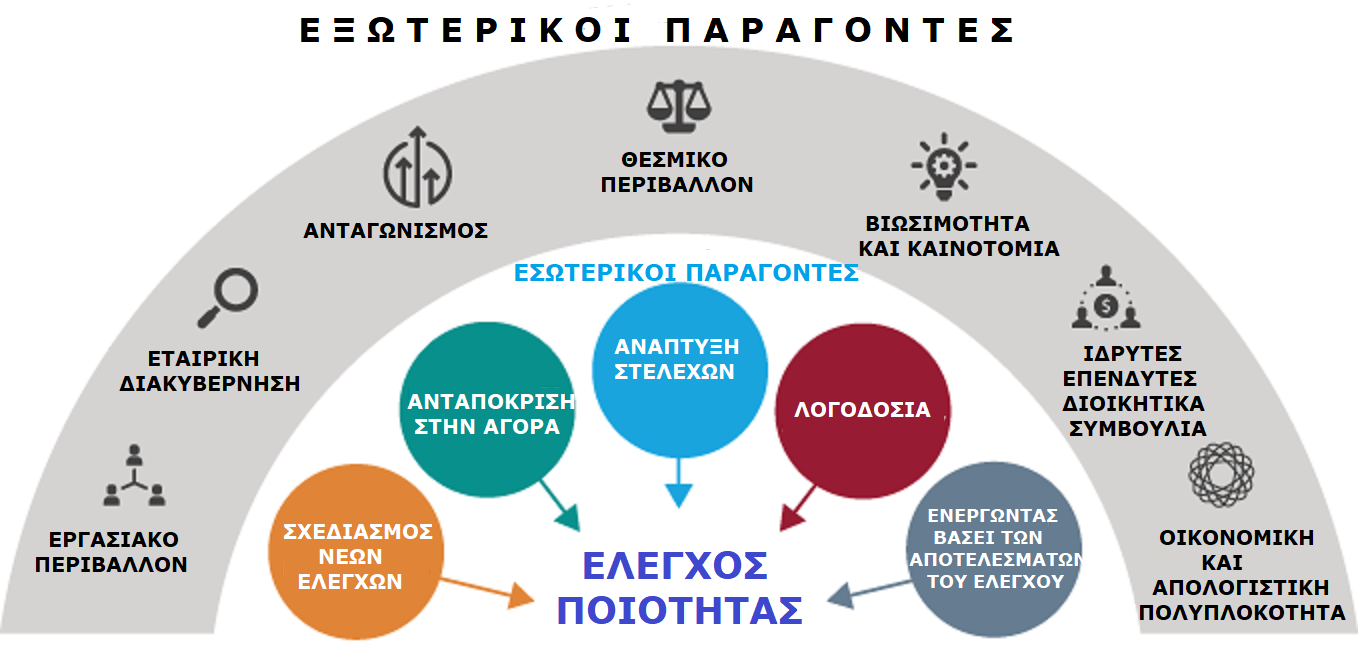 ΕΞΩΤΕΡΙΚΟΙ ΠΑΡΑΓΟΝΤΕΣ
ΕΡΓΑΣΙΑΚΟ
ΠΕΡΙΒΑΛΛΟΝ
ΕΤΑΙΡΙΚΗ
ΔΙΑΚΥΒΕΡΝΗΣΗ
ΑΝΤΑΓΩΝΙΣΜΟΣ
ΘΕΣΜΙΚΟ
ΠΕΡΙΒΑΛΛΟΝ
ΒΙΩΣΙΜΟΤΗΤΑ
ΚΑΙ ΚΑΙΝΟΤΟΜΙΑ
ΙΔΡΥΤΕΣ
ΕΠΕΝΔΥΤΕΣ
ΔΙΟΙΚΗΤΙΚΑ
ΣΥΜΒΟΥΛΙΑ
ΟΙΚΟΝΟΜΙΚΗ
ΚΑΙ
ΑΠΟΛΟΓΙΣΤΙΚΗ
ΠΟΛΥΠΛΟΚΟΤΗΤΑ
ΕΣΩΤΕΡΙΚΟΙ ΠΑΡΑΓΟΝΤΕΣ
ΣΧΕΔΙΑΣΜΟΣ
ΝΕΩΝ
ΕΛΕΓΧΩΝ
ΑΝΤΑΠΟΚΡΙΣΗ
ΣΤΗΝ ΑΓΟΡΑ
ΑΝΑΠΤΥΞΗ
ΣΤΕΛΕΧΩΝ
ΛΟΓΟΔΟΣΙΑ
ΕΝΕΡΓΩΝΤΑΣ
ΒΑΣΕΙ ΤΩΝ
ΑΠΟΤΕΛΕΣΜΑΤΩΝ
ΤΟΥ ΕΛΕΓΧΟΥ
ΕΛΕΓΧΟΣ
ΠΟΙΟΤΗΤΑΣ